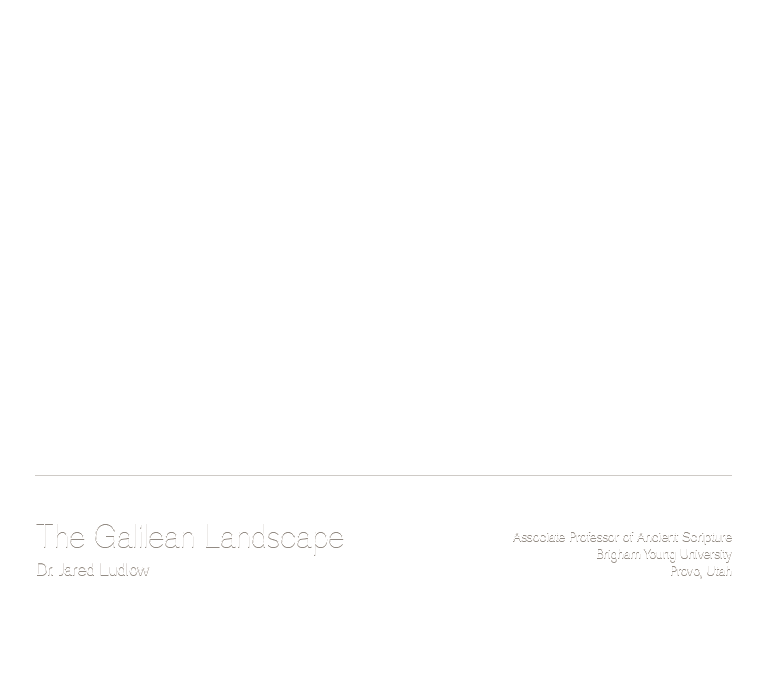 The Galilean Landscape
Dr. Jared Ludlow
Associate Professor of Ancient Scripture
Brigham Young University
Provo, Utah